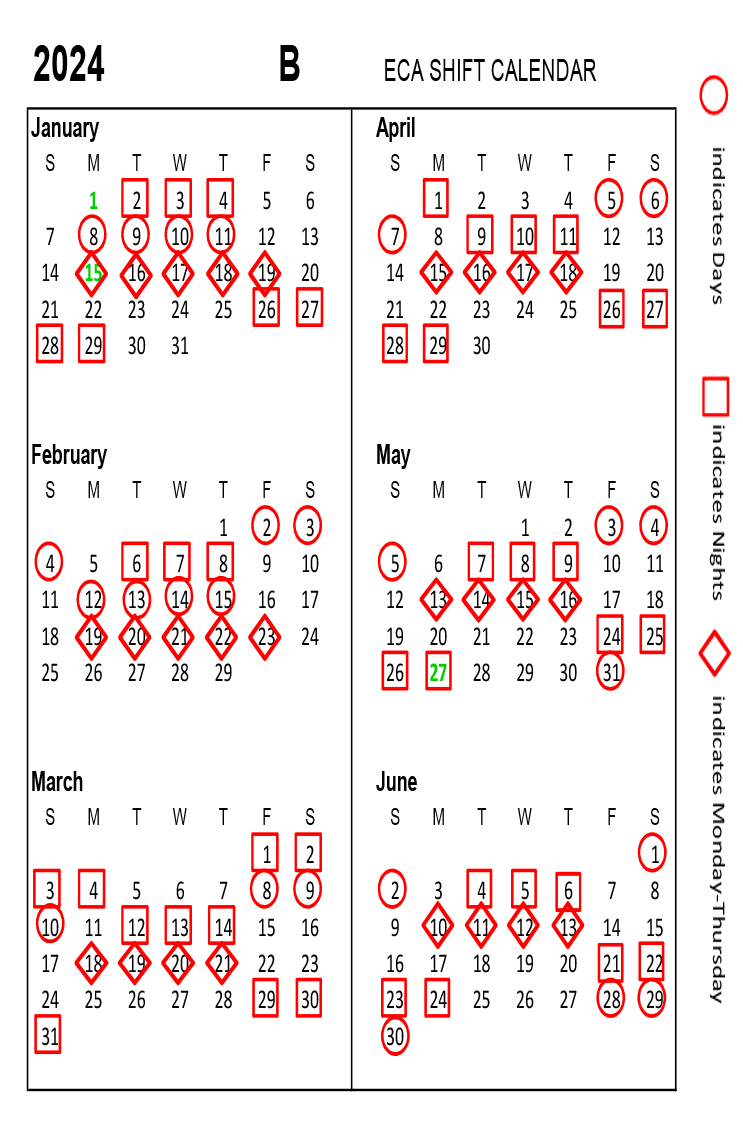 2024 B ECA SHIFT CALENDAR
January
S M T W T F S
1 2 3 4 5 6
7 8 9 10 11 12 13
14 15 16 17 18 19 20
21 22 23 24 25 26 27
28 29 30 31
February
S M T W T F S
1 2 3
4 5 6 7 8 9 10
11 12 13 14 15 16 17
18 19 20 21 22 23 24
25 26 27 28 29
March
S M T W T F S
1 2
3 4 5 6 7 8 9
10 11 12 13 14 15 16
17 18 19 20 21 22 23
24 25 26 27 28 29 30
31
April
S M T W T F S
1 2 3 4 5 6
7 8 9 10 11 12 13
14 15 16 17 18 19 20
21 22 23 24 25 26 27
28 29 30
May
S M T W T F S
1 2 3 4
5 6 7 8 9 10 11
12 13 14 15 16 17 18
19 20 21 22 23 24 25
26 27 28 29 30 31
June
S M T W T F S
1
2 3 4 5 6 7 8
9 10 11 12 13 14 15
16 17 18 19 20 21 22
23 24 25 26 27 28 29
30
indicates Days
indicates Nights
indicates Monday-Thursday